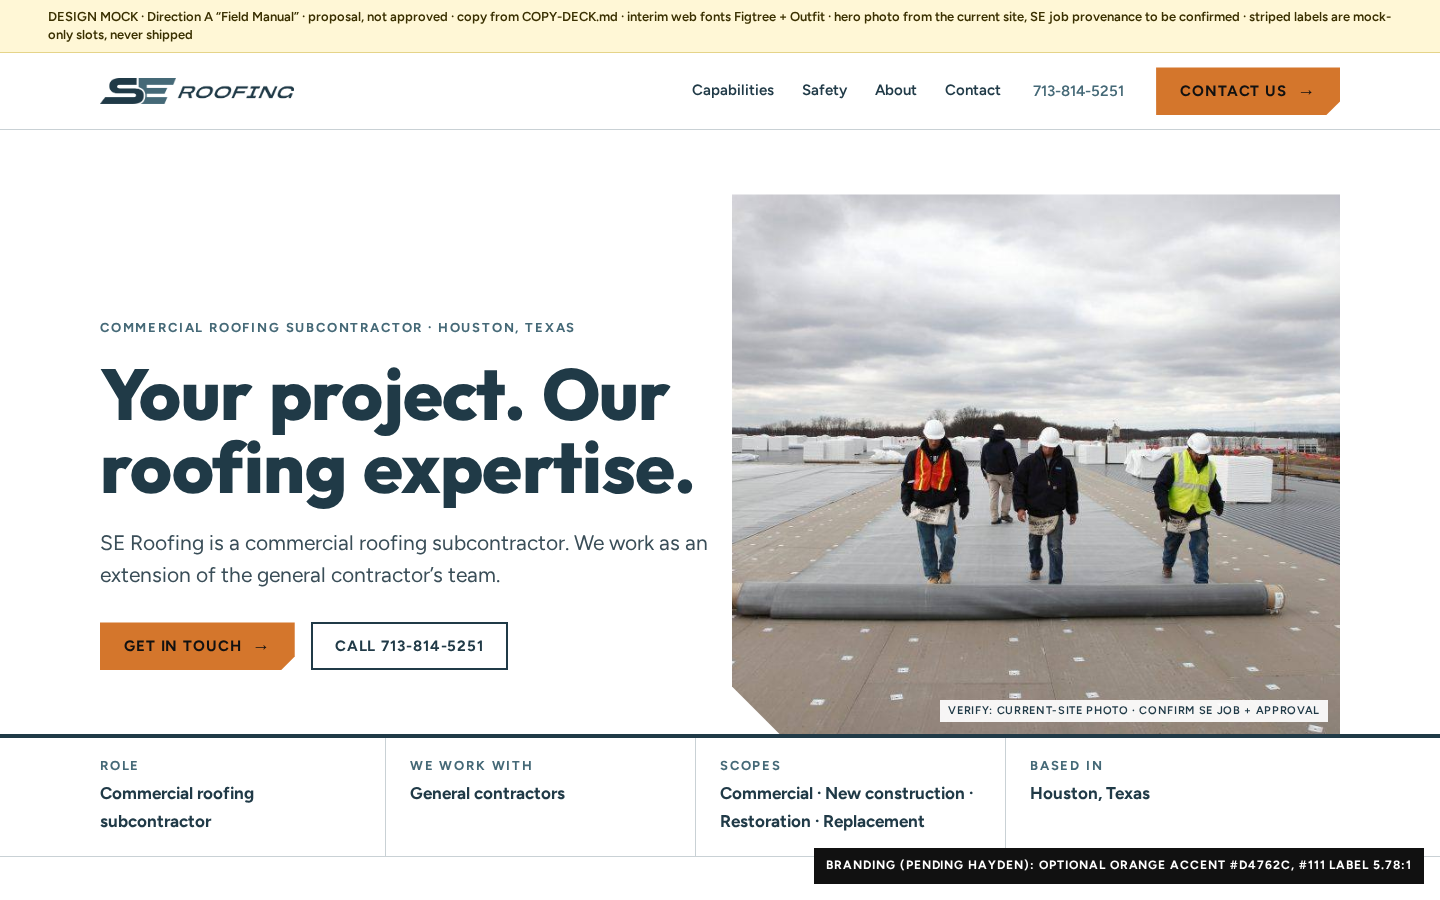 DESIGN MOCK · Direction A “Field Manual” · proposal, not approved · copy from COPY-DECK.md · interim web fonts Figtree + Outfit · hero photo from the current site, SE job provenance to be confirmed · striped labels are mock-
only slots, never shipped
SE ROOFING
Capabilities Safety About Contact 713-814-5251 CONTACT US →
COMMERCIAL ROOFING SUBCONTRACTOR · HOUSTON, TEXAS
Your project. Our
roofing expertise.
SE Roofing is a commercial roofing subcontractor. We work as an
extension of the general contractor’s team.
GET IN TOUCH → CALL 713-814-5251
VERIFY: CURRENT-SITE PHOTO · CONFIRM SE JOB + APPROVAL
ROLE
Commercial roofing
subcontractor
WE WORK WITH
General contractors
SCOPES
Commercial · New construction ·
Restoration · Replacement
BASED IN
Houston, Texas
BRANDING (PENDING HAYDEN): OPTIONAL ORANGE ACCENT #D4762C, #111 LABEL 5.78:1